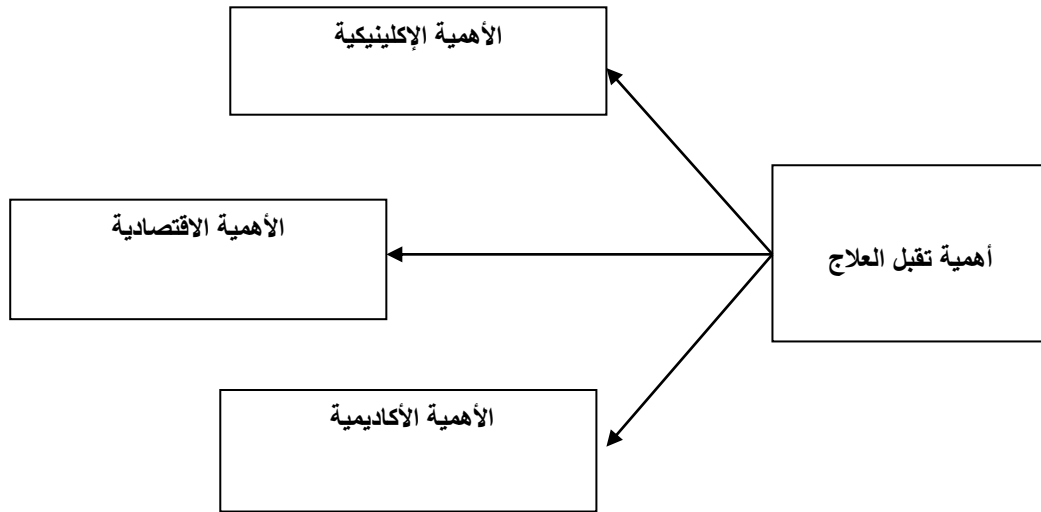 الأهمية الإكلينيكية
الأهمية الاقتصادية
أهمية تقبل العلاج
الأهمية الأكاديمية